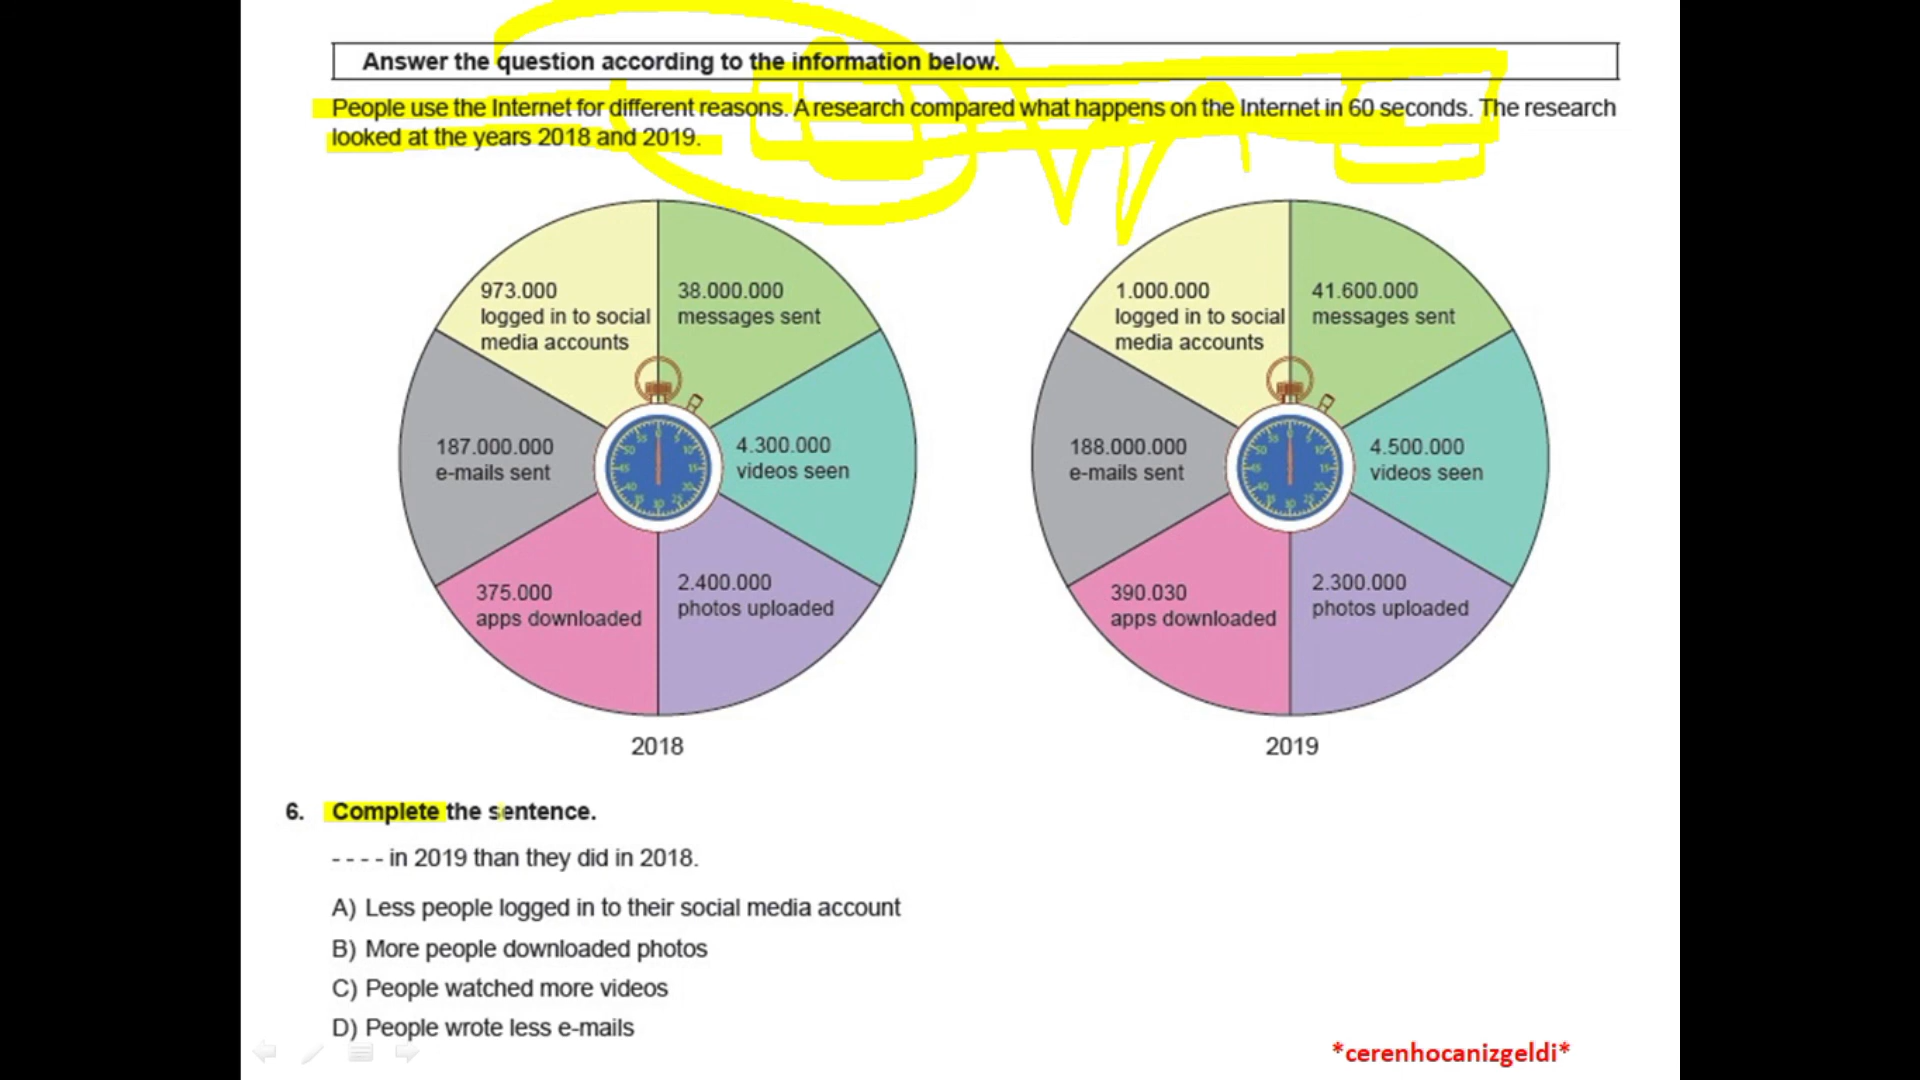 Answer the question according to the information below.
People use the Internet for different reasons. A research compared what happens on the Internet in 60 seconds. The research
looked at the years 2018 and 2019.
973.000
logged in to social
media accounts
38.000.000
messages sent
187.000.000
e-mails sent
4.300.000
videos seen
375.000
apps downloaded
2.400.000
photos uploaded
2018
1.000.000
logged in to social
media accounts
41.600.000
messages sent
188.000.000
e-mails sent
4.500.000
videos seen
390.030
apps downloaded
2.300.000
photos uploaded
2019
6. Complete the sentence.
- - - - in 2019 than they did in 2018.
A) Less people logged in to their social media account
B) More people downloaded photos
C) People watched more videos
D) People wrote less e-mails
*cerenhocanizgeldi*